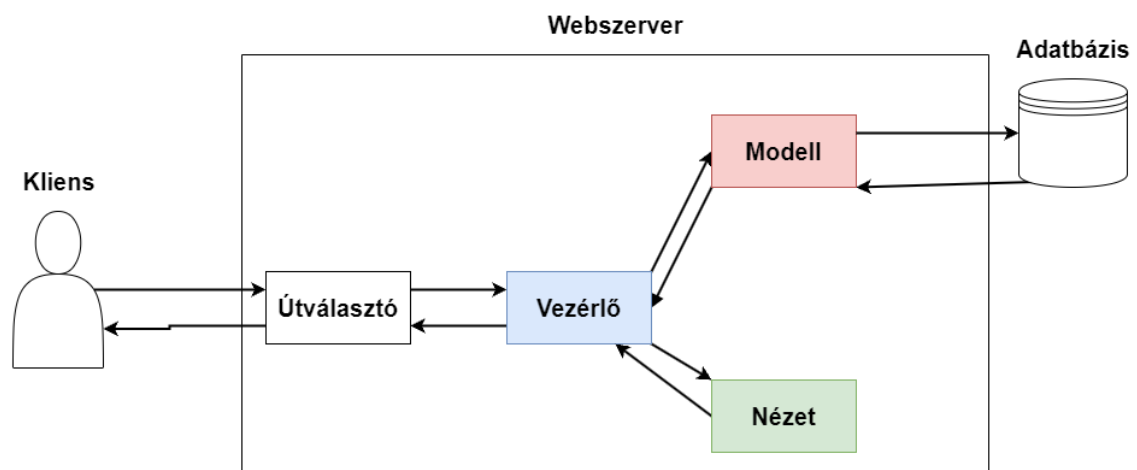 Webszerver
Adatbázis
Modell
Kliens
Útválasztó
Vezérlő
Nézet